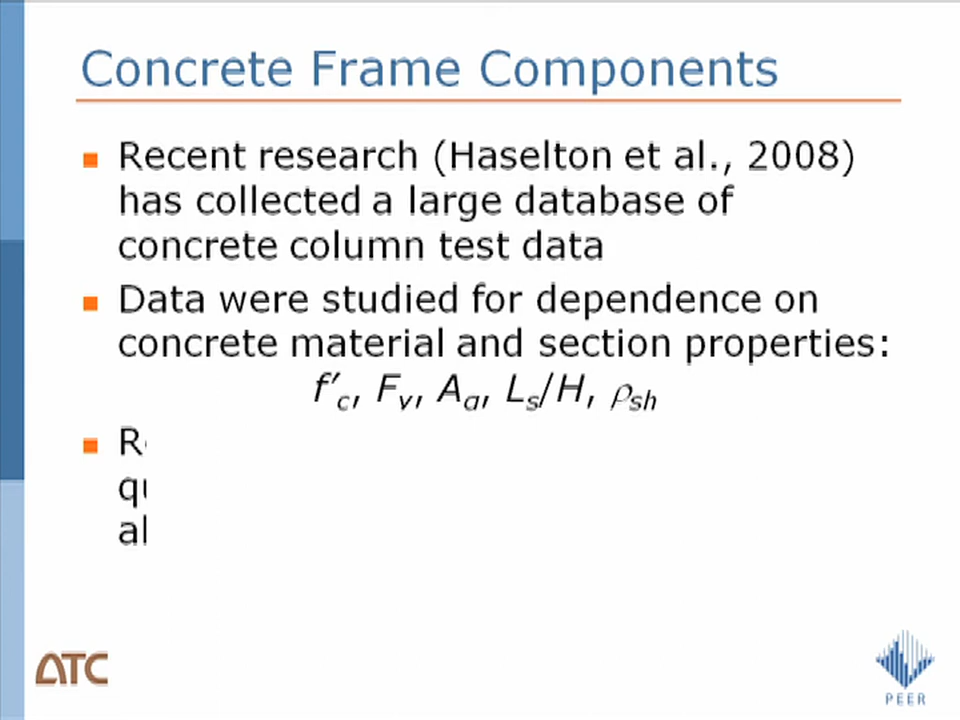 Concrete Frame Components
Recent research (Haselton et al., 2008)
has collected a large database of
concrete column test data
Data were studied for dependence on
concrete material and section properties:
f′c, Fy, Ag, Ls/H, ρsh
ATC
PEER